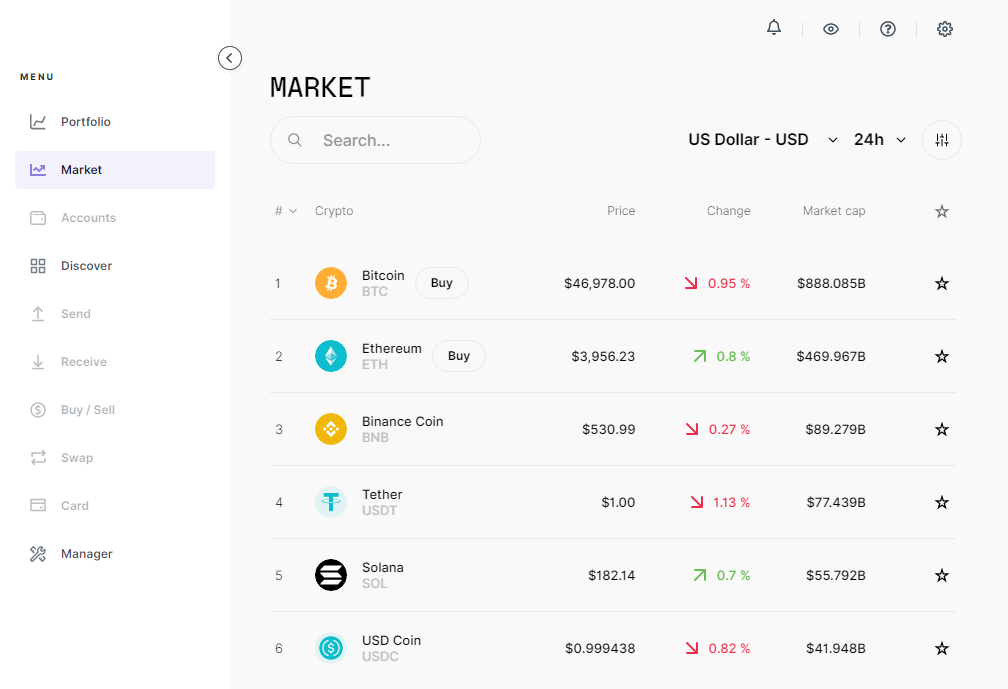 MENU
Portfolio
Market
Accounts
Discover
Send
Receive
Buy / Sell
Swap
Card
Manager
MARKET
Search...
US Dollar - USD 24h
# Crypto Price Change Market cap
1 Bitcoin BTC Buy $46,978.00 0.95 % $888.085B
2 Ethereum ETH Buy $3,956.23 0.8 % $469.967B
3 Binance Coin BNB $530.99 0.27 % $89.279B
4 Tether USDT $1.00 1.13 % $77.439B
5 Solana SOL $182.14 0.7 % $55.792B
6 USD Coin USDC $0.999438 0.82 % $41.948B